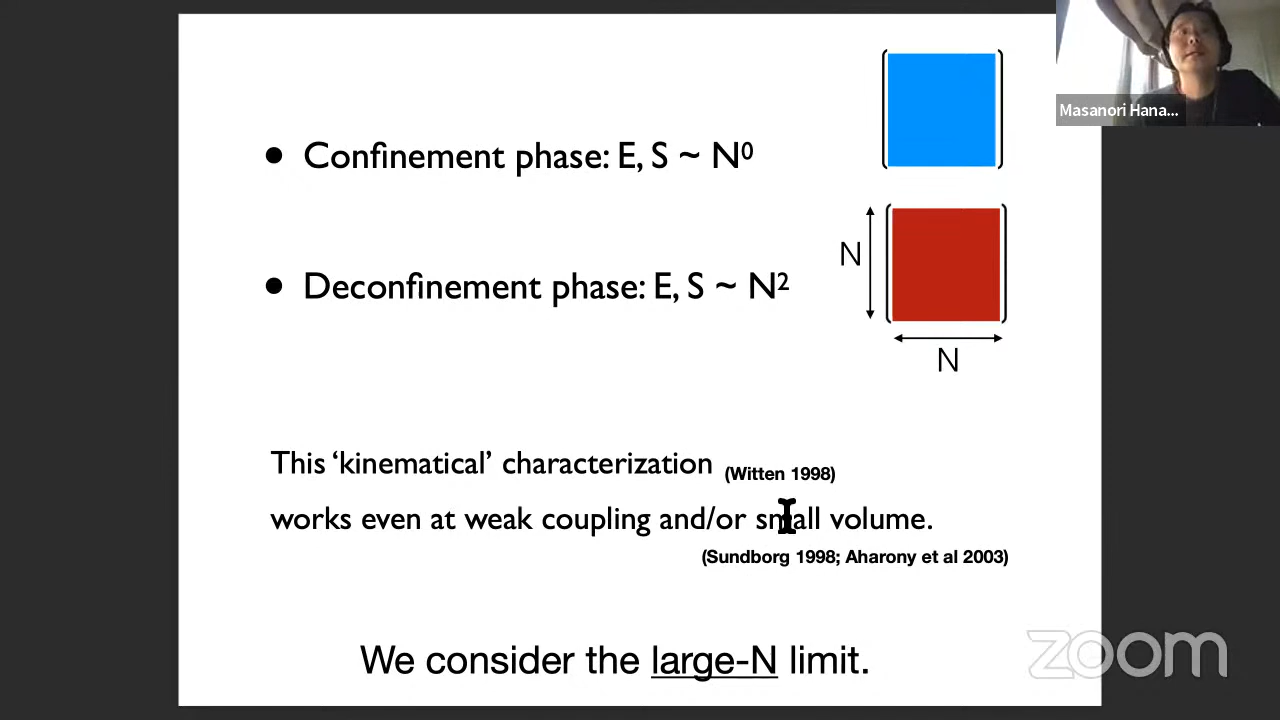 Masanori Hana...
• Confinement phase: E, S ~ N⁰
• Deconfinement phase: E, S ~ N²
N
N
This ‘kinematical’ characterization (Witten 1998)
works even at weak coupling and/or small volume.
(Sundborg 1998; Aharony et al 2003)
We consider the large-N limit.
zoom